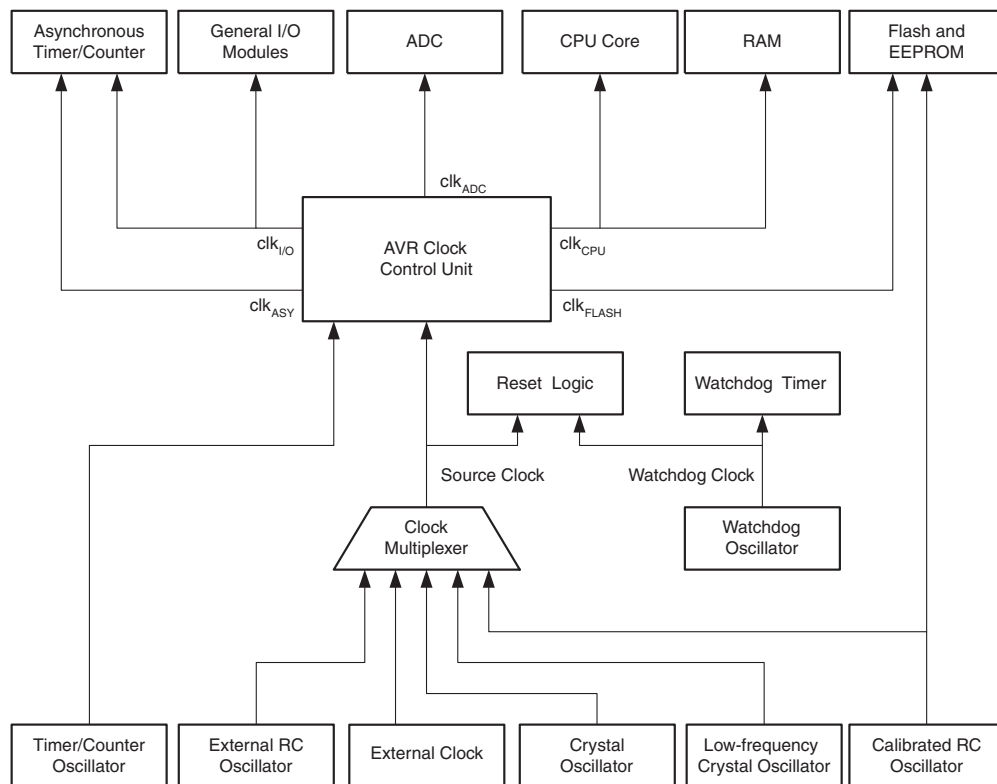 Asynchronous
Timer/Counter
General I/O
Modules
ADC
CPU Core
RAM
Flash and
EEPROM
clkADC
AVR Clock
Control Unit
clkI/O
clkCPU
clkASY
clkFLASH
Reset Logic
Watchdog Timer
Source Clock
Watchdog Clock
Clock
Multiplexer
Watchdog
Oscillator
Timer/Counter
Oscillator
External RC
Oscillator
External Clock
Crystal
Oscillator
Low-frequency
Crystal Oscillator
Calibrated RC
Oscillator